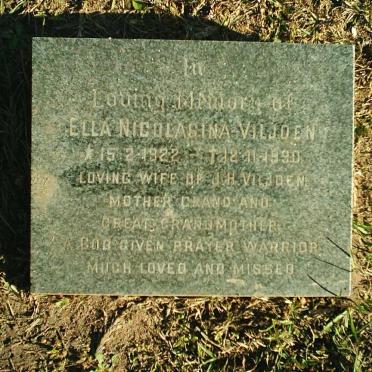 In
Loving Memory of
ELLA NICOLASINA VILJOEN
* 15·2·1922 - † 12·11·1990
LOVING WIFE OF J.H. VILJOEN
MOTHER GRAND AND
GREAT GRANDMOTHER
A GOD GIVEN PRAYER WARRIOR
MUCH LOVED AND MISSED